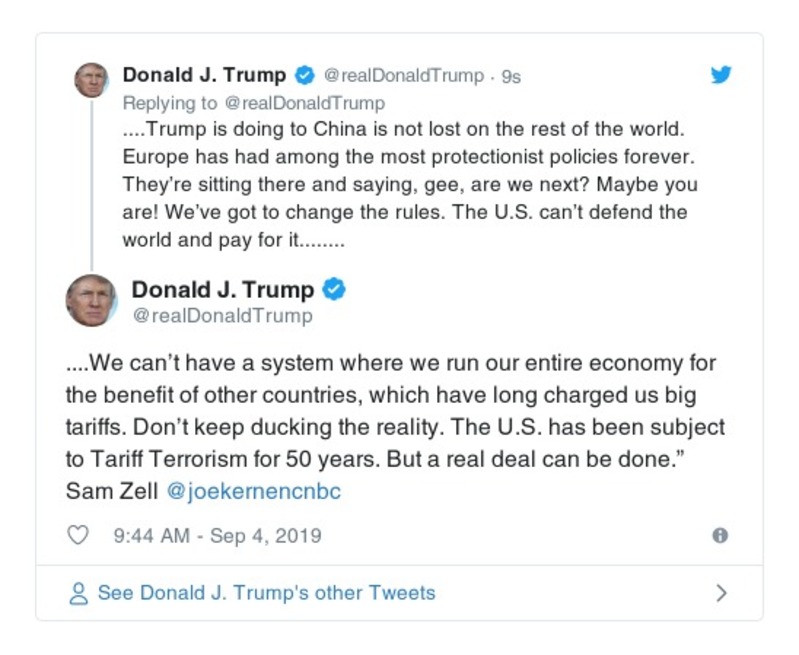 Donald J. Trump @realDonaldTrump · 9s
Replying to @realDonaldTrump
....Trump is doing to China is not lost on the rest of the world.
Europe has had among the most protectionist policies forever.
They’re sitting there and saying, gee, are we next? Maybe you
are! We’ve got to change the rules. The U.S. can’t defend the
world and pay for it........
Donald J. Trump
@realDonaldTrump
....We can’t have a system where we run our entire economy for
the benefit of other countries, which have long charged us big
tariffs. Don’t keep ducking the reality. The U.S. has been subject
to Tariff Terrorism for 50 years. But a real deal can be done.”
Sam Zell @joekernencnbc
9:44 AM - Sep 4, 2019
See Donald J. Trump's other Tweets